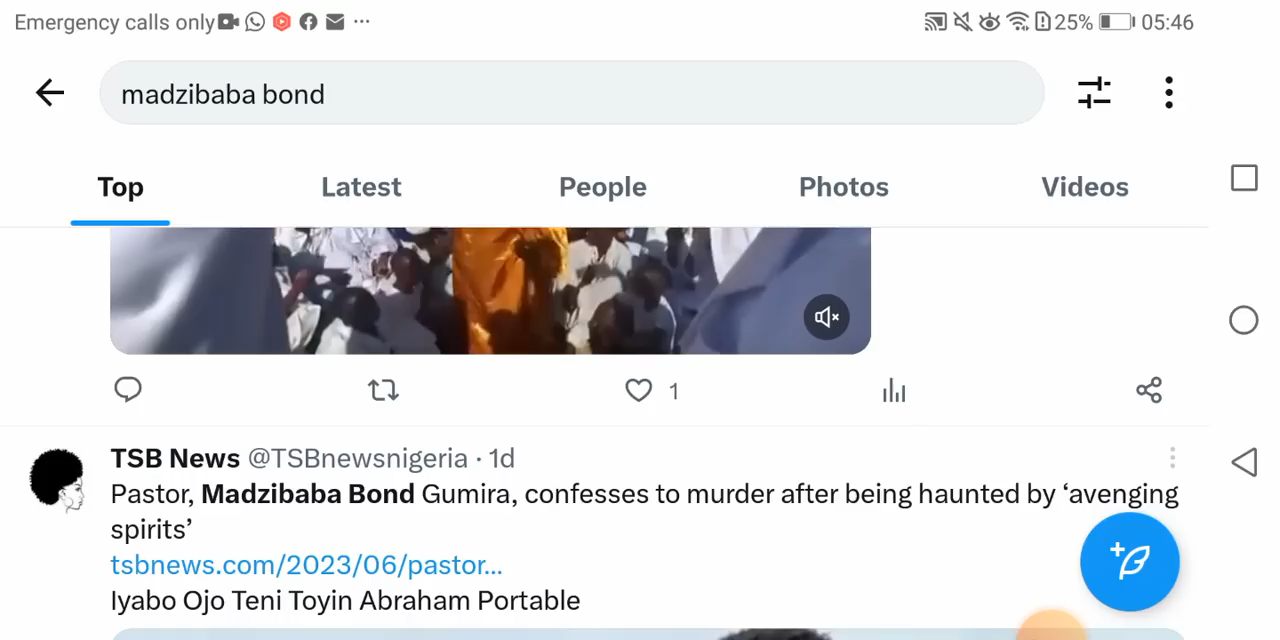 Emergency calls only ... 25% 05:46
madzibaba bond
Top Latest People Photos Videos
1
TSB News @TSBnewsnigeria · 1d
Pastor, Madzibaba Bond Gumira, confesses to murder after being haunted by ‘avenging
spirits’
tsbnews.com/2023/06/pastor...
Iyabo Ojo Teni Toyin Abraham Portable